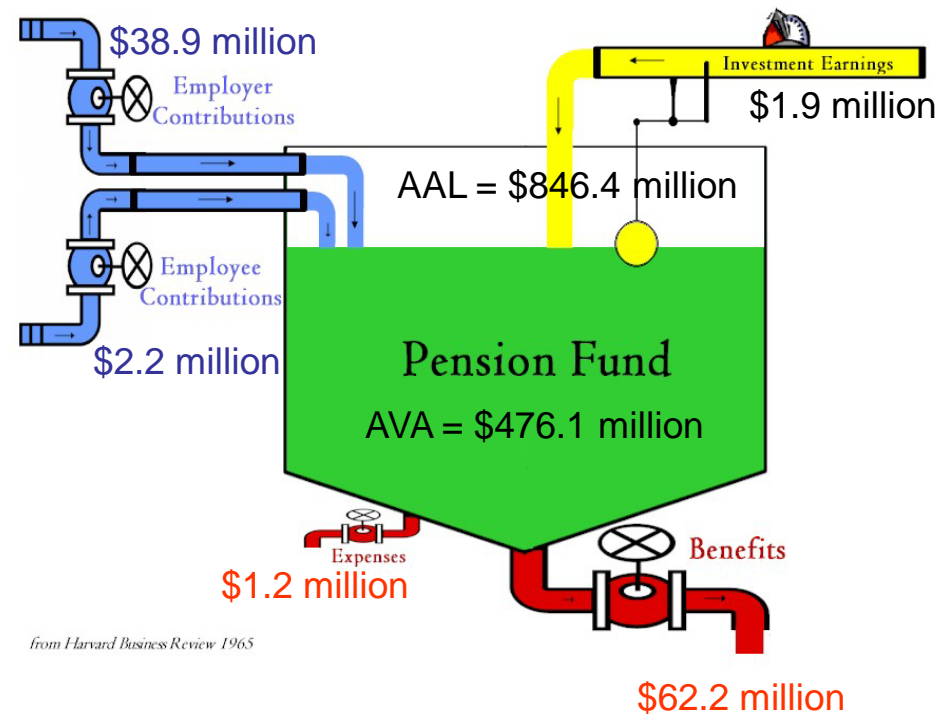 $38.9 million
Employer
Contributions
Investment Earnings
$1.9 million
AAL = $846.4 million
Employee
Contributions
$2.2 million
Pension Fund
AVA = $476.1 million
Expenses
$1.2 million
Benefits
from Harvard Business Review 1965
$62.2 million